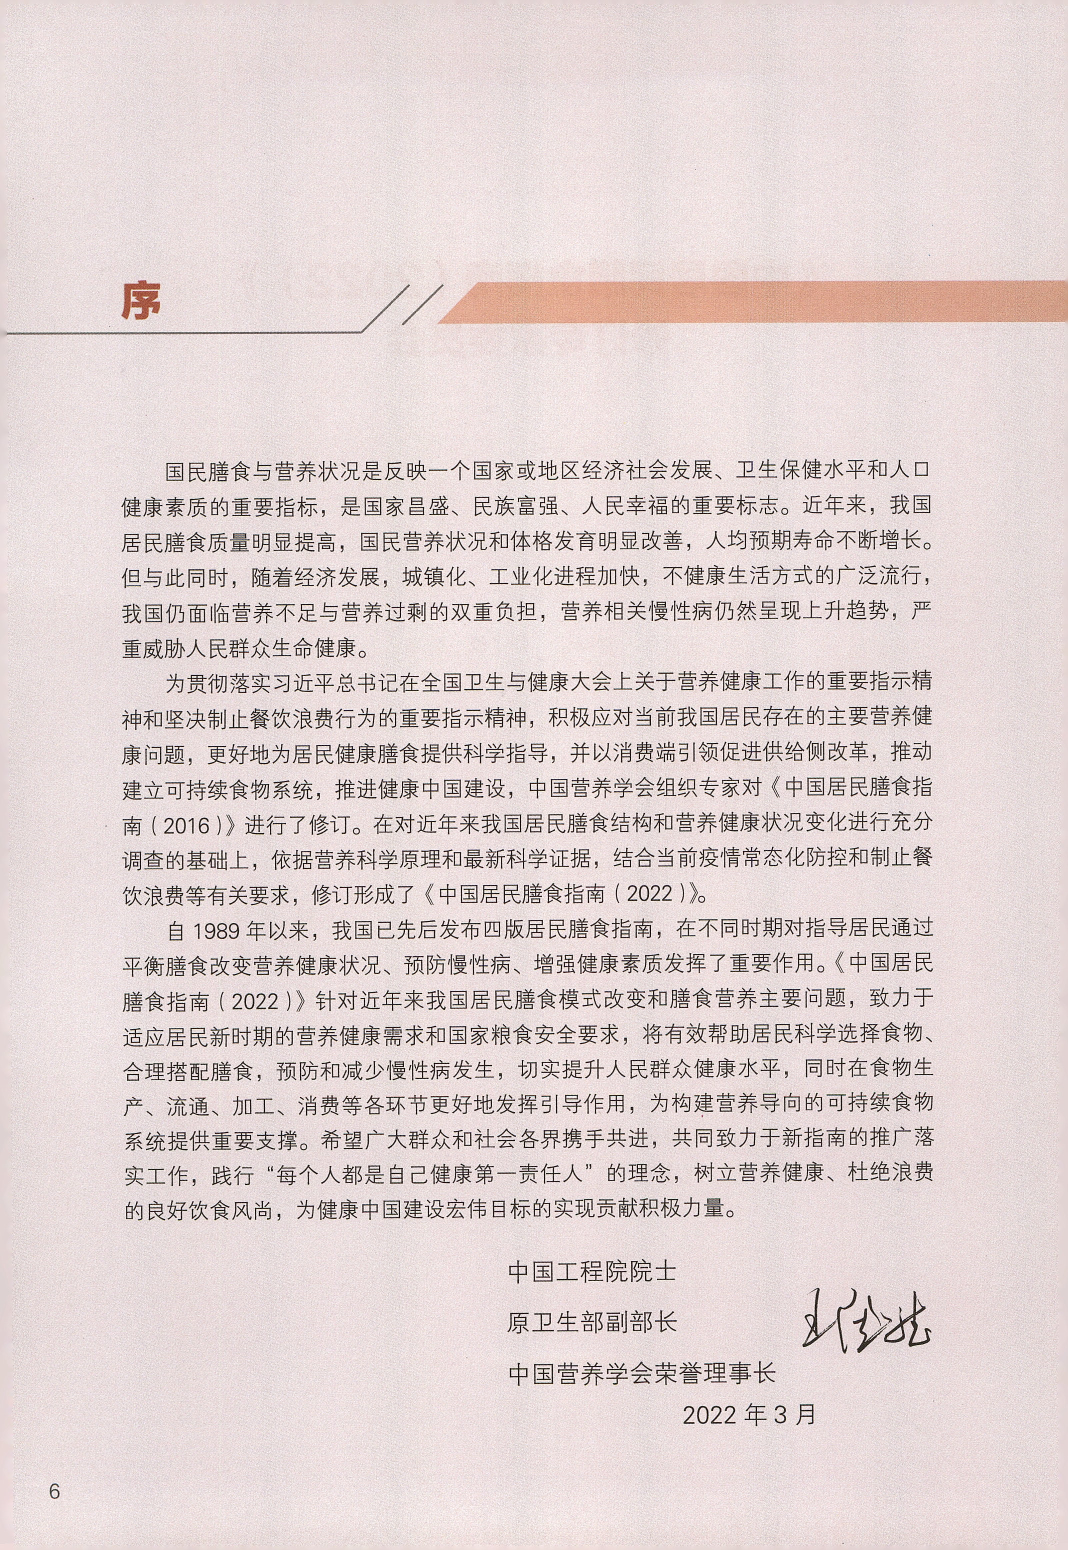 序
国民膳食与营养状况是反映一个国家或地区经济社会发展、卫生保健水平和人口
健康素质的重要指标，是国家昌盛、民族富强、人民幸福的重要标志。近年来，我国
居民膳食质量明显提高，国民营养状况和体格发育明显改善，人均预期寿命不断增长。
但与此同时，随着经济发展，城镇化、工业化进程加快，不健康生活方式的广泛流行，
我国仍面临营养不足与营养过剩的双重负担，营养相关慢性病仍然呈现上升趋势，严
重威胁人民群众生命健康。
为贯彻落实习近平总书记在全国卫生与健康大会上关于营养健康工作的重要指示精
神和坚决制止餐饮浪费行为的重要指示精神，积极应对当前我国居民存在的主要营养健
康问题，更好地为居民健康膳食提供科学指导，并以消费端引领促进供给侧改革，推动
建立可持续食物系统，推进健康中国建设，中国营养学会组织专家对《中国居民膳食指
南（2016）》进行了修订。在对近年来我国居民膳食结构和营养健康状况变化进行充分
调查的基础上，依据营养科学原理和最新科学证据，结合当前疫情常态化防控和制止餐
饮浪费等有关要求，修订形成了《中国居民膳食指南（2022）》。
自 1989 年以来，我国已先后发布四版居民膳食指南，在不同时期对指导居民通过
平衡膳食改变营养健康状况、预防慢性病、增强健康素质发挥了重要作用。《中国居民
膳食指南（2022）》针对近年来我国居民膳食模式改变和膳食营养主要问题，致力于
适应居民新时期的营养健康需求和国家粮食安全要求，将有效帮助居民科学选择食物、
合理搭配膳食，预防和减少慢性病发生，切实提升人民群众健康水平，同时在食物生
产、流通、加工、消费等各环节更好地发挥引导作用，为构建营养导向的可持续食物
系统提供重要支撑。希望广大群众和社会各界携手共进，共同致力于新指南的推广落
实工作，践行“每个人都是自己健康第一责任人”的理念，树立营养健康、杜绝浪费
的良好饮食风尚，为健康中国建设宏伟目标的实现贡献积极力量。
中国工程院院士
原卫生部副部长
中国营养学会荣誉理事长
2022 年 3 月
6